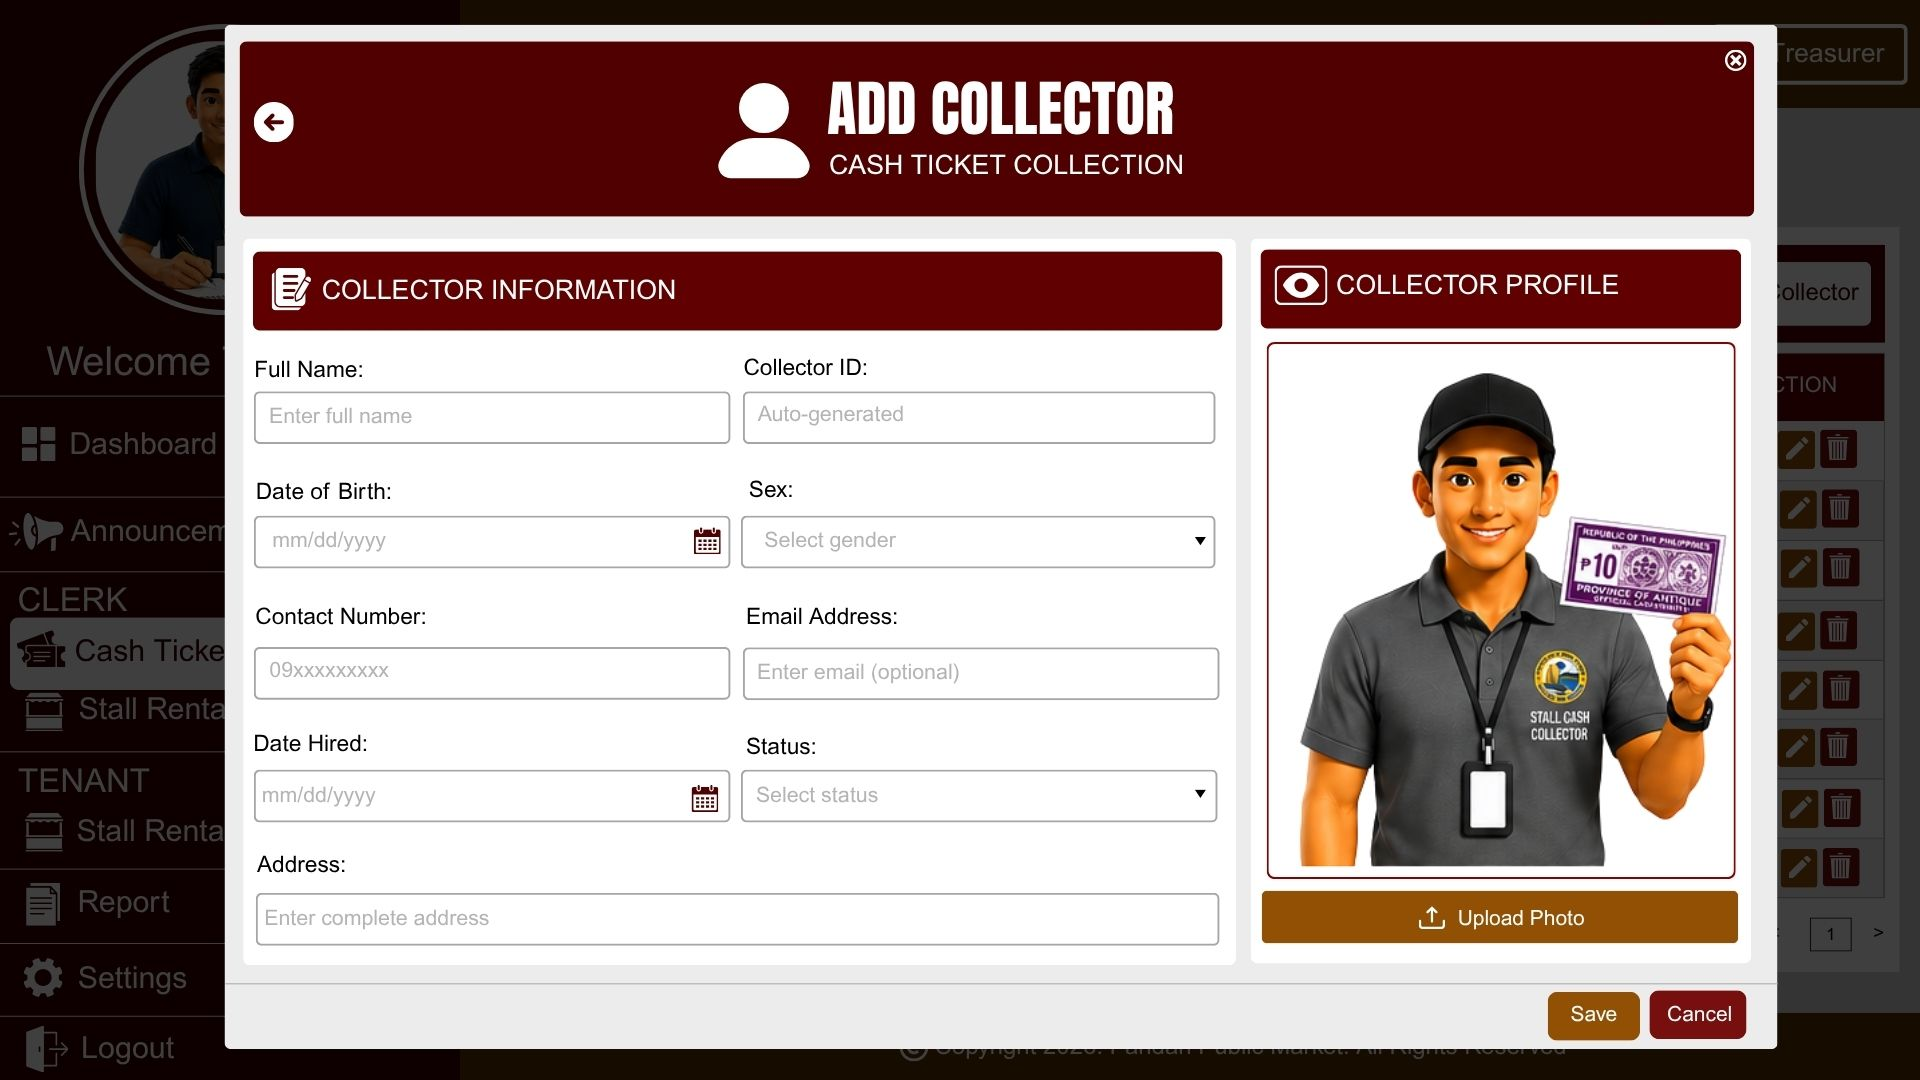 Treasurer
ADD COLLECTOR
CASH TICKET COLLECTION
COLLECTOR INFORMATION
COLLECTOR PROFILE
Collector
Welcome
Full Name:
Collector ID:
Enter full name
Auto-generated
CTION
Dashboard
Date of Birth:
Sex:
mm/dd/yyyy
Select gender
Announcem
REPUBLIC OF THE PHILIPPINES
₱10
PROVINCE OF ANTIQUE
CLERK
Contact Number:
Email Address:
Cash Ticke
09xxxxxxxxx
Enter email (optional)
Stall Renta
STALL CASH
COLLECTOR
Date Hired:
Status:
TENANT
mm/dd/yyyy
Select status
Stall Renta
Address:
Report
Enter complete address
Upload Photo
1 >
Settings
Save
Cancel
Logout